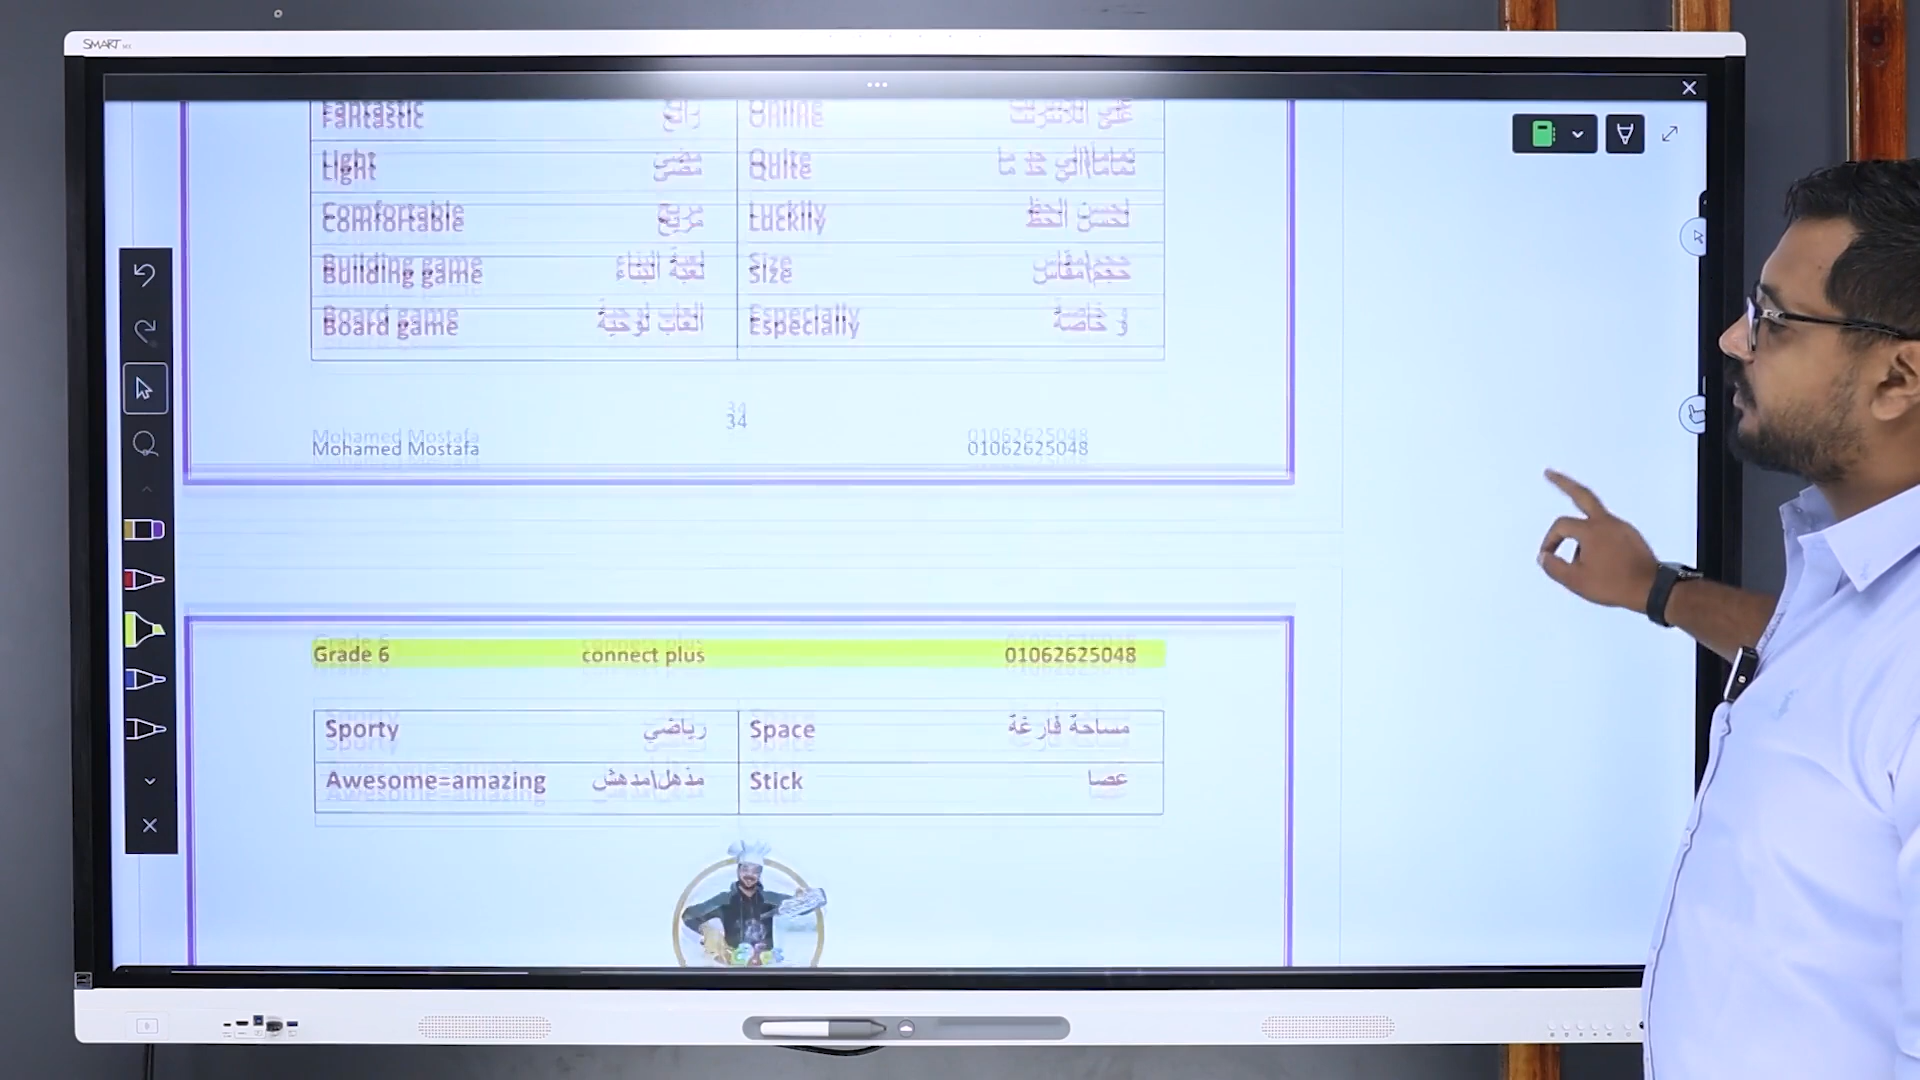 SMART
Fantastic رائع Online على الانترنت
Light مضئ Quite تماما\الي حد ما
Comfortable مريح Luckily لحسن الحظ
Building game لعبة البناء Size حجم\مقاس
Board game ألعاب لوحية Especially و خاصة
34
Mohamed Mostafa 01062625048
Grade 6 connect plus 01062625048
Sporty رياضي Space مساحة فارغة
Awesome=amazing مذهل\مدهش Stick عصا